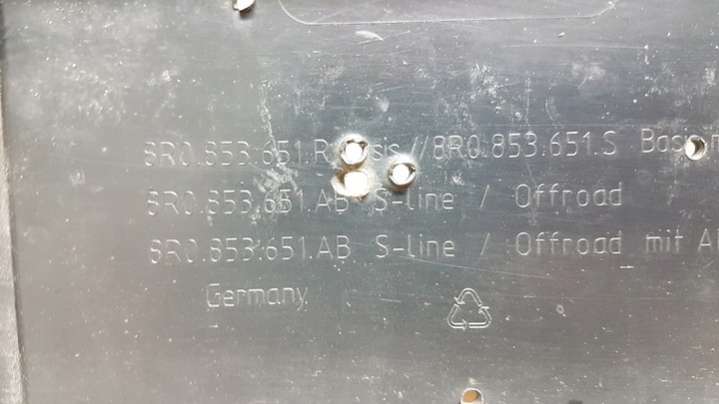 8R0.853.651.R // 8R0.853.651.S
8R0.853.651.AB S-line / Offroad
8R0.853.651.AB S-line / Offroad mit
Germany